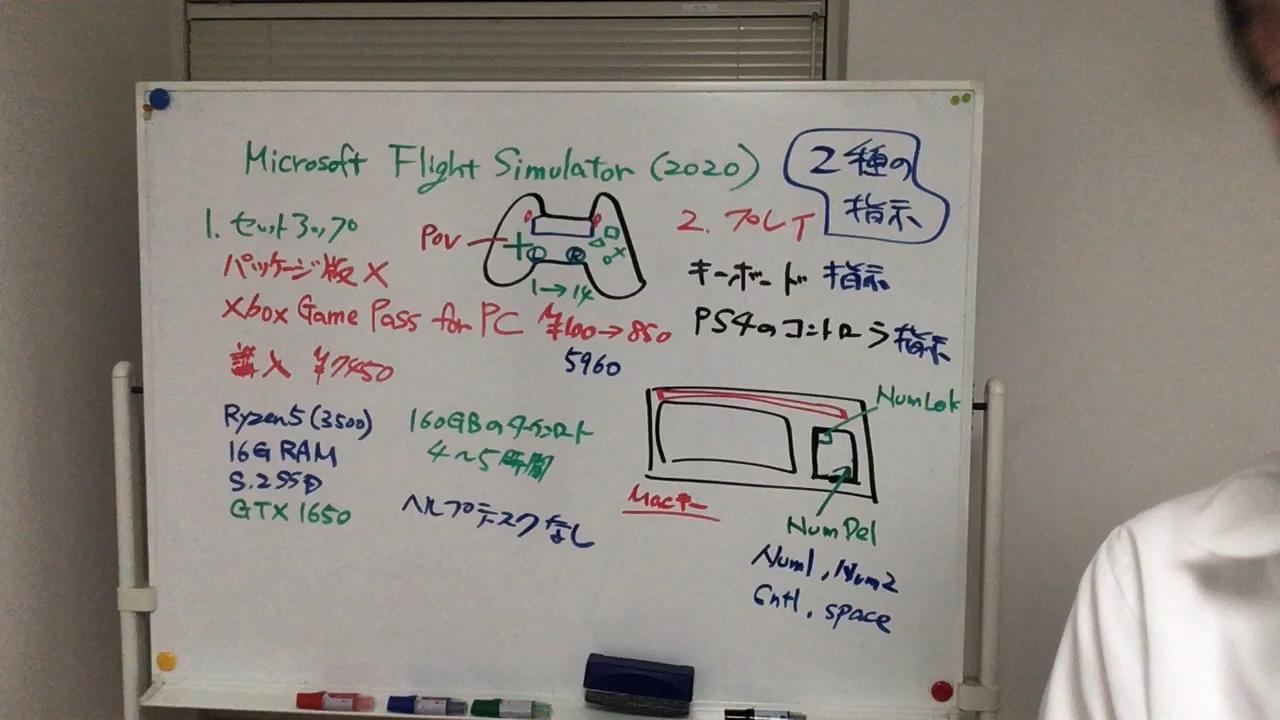 Microsoft Flight Simulator (2020)
2種の
指示
1. セットアップ
パッケージ版 ×
Xbox Game Pass for PC ¥100→850
5960
購入 ¥7450
Ryzen5 (3500)
16G RAM
GTX 1650
160GBのダウンロード
4〜5時間
ヘルプデスクなし
Pov
L
R
1→14
2. プレイ
キーボード 指示
PS4のコントローラ 指示
NumLok
Macキー
NumDel
Num1, Num2
Cntl, space